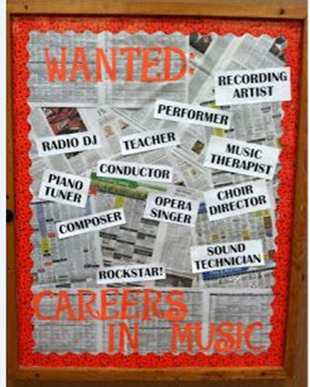 WANTED:
RECORDING
ARTIST
PERFORMER
RADIO DJ
TEACHER
MUSIC
THERAPIST
CONDUCTOR
PIANO
TUNER
OPERA
SINGER
CHOIR
DIRECTOR
COMPOSER
SOUND
TECHNICIAN
ROCKSTAR!
CAREERS
IN MUSIC